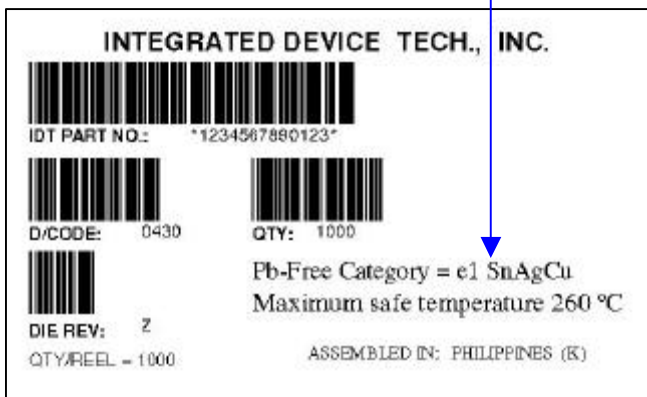 INTEGRATED DEVICE TECH., INC.
IDT PART NO.: *1234567890123*
D/CODE: 0430 QTY: 1000
Pb-Free Category = e1 SnAgCu
Maximum safe temperature 260 ºC
DIE REV: Z
QTY/REEL = 1000 ASSEMBLED IN: PHILIPPINES (K)